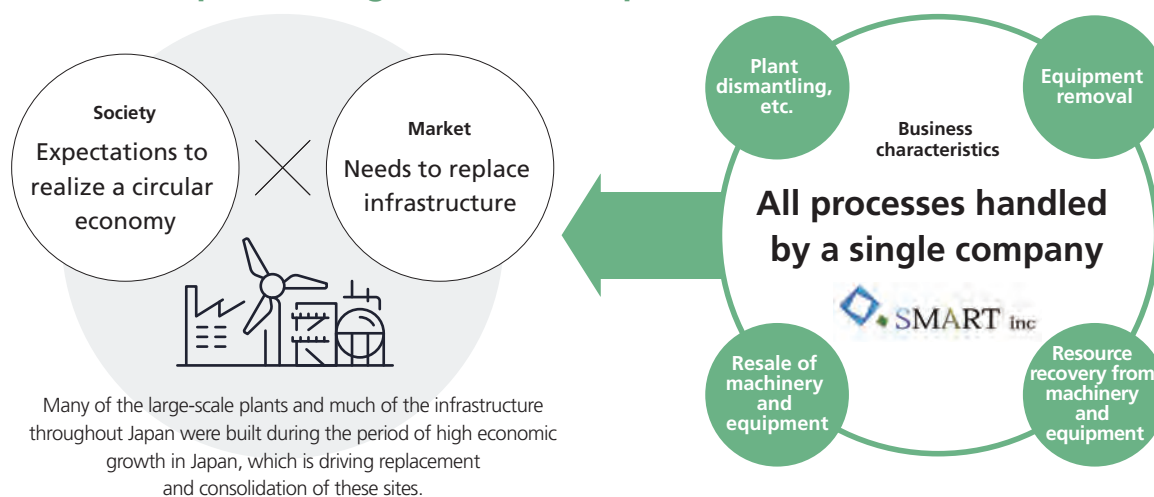 Society
Expectations to
realize a circular
economy
Market
Needs to replace
infrastructure
Many of the large-scale plants and much of the infrastructure
throughout Japan were built during the period of high economic
growth in Japan, which is driving replacement
and consolidation of these sites.
Plant
dismantling,
etc.
Equipment
removal
Business
characteristics
All processes handled
by a single company
SMART inc
Resale of
machinery
and
equipment
Resource
recovery from
machinery
and
equipment